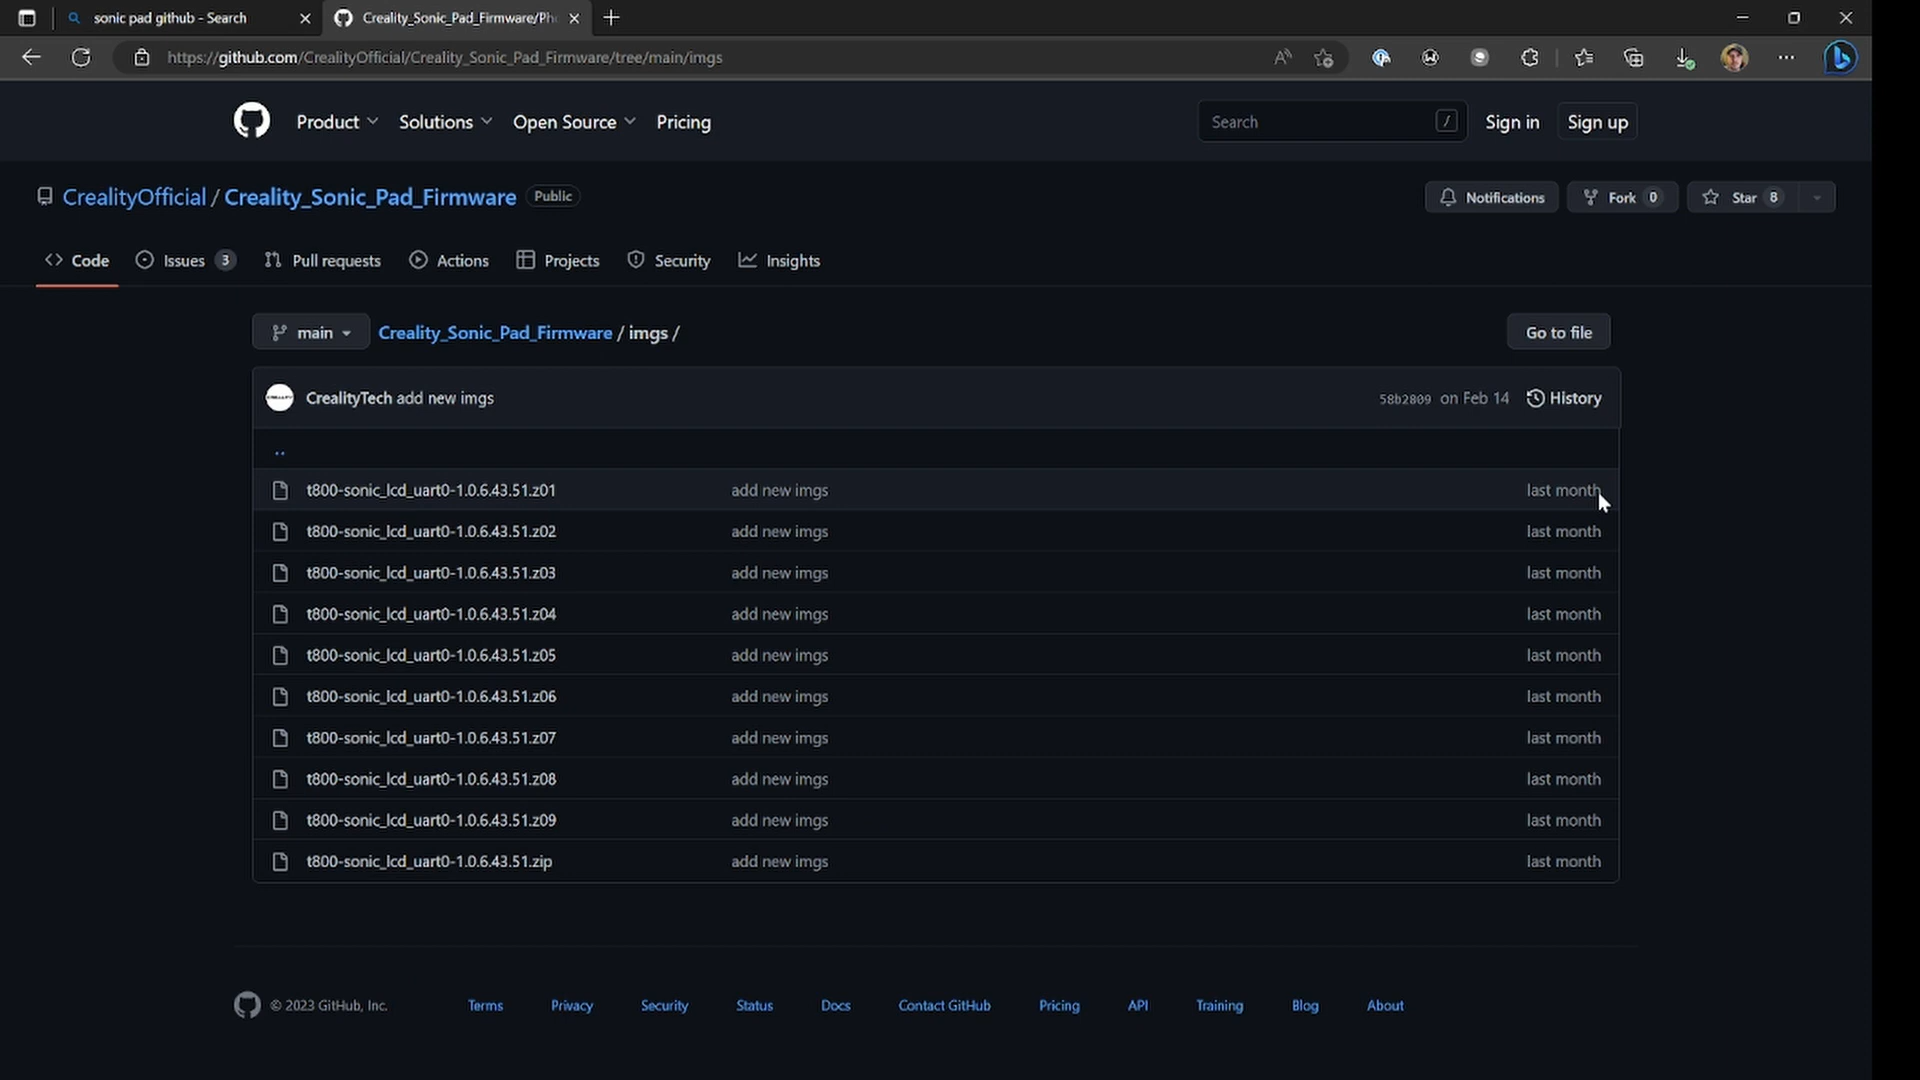 sonic pad github - Search
Creality_Sonic_Pad_Firmware/Ph
https://github.com/CrealityOfficial/Creality_Sonic_Pad_Firmware/tree/main/imgs
Product Solutions Open Source Pricing
Search /
Sign in Sign up
CrealityOfficial / Creality_Sonic_Pad_Firmware Public
Notifications Fork 0 Star 8
Code Issues 3 Pull requests Actions Projects Security Insights
main Creality_Sonic_Pad_Firmware / imgs /
Go to file
CrealityTech add new imgs 58b2809 on Feb 14 History
..
t800-sonic_lcd_uart0-1.0.6.43.51.z01 add new imgs last month
t800-sonic_lcd_uart0-1.0.6.43.51.z02 add new imgs last month
t800-sonic_lcd_uart0-1.0.6.43.51.z03 add new imgs last month
t800-sonic_lcd_uart0-1.0.6.43.51.z04 add new imgs last month
t800-sonic_lcd_uart0-1.0.6.43.51.z05 add new imgs last month
t800-sonic_lcd_uart0-1.0.6.43.51.z06 add new imgs last month
t800-sonic_lcd_uart0-1.0.6.43.51.z07 add new imgs last month
t800-sonic_lcd_uart0-1.0.6.43.51.z08 add new imgs last month
t800-sonic_lcd_uart0-1.0.6.43.51.z09 add new imgs last month
t800-sonic_lcd_uart0-1.0.6.43.51.zip add new imgs last month
© 2023 GitHub, Inc. Terms Privacy Security Status Docs Contact GitHub Pricing API Training Blog About